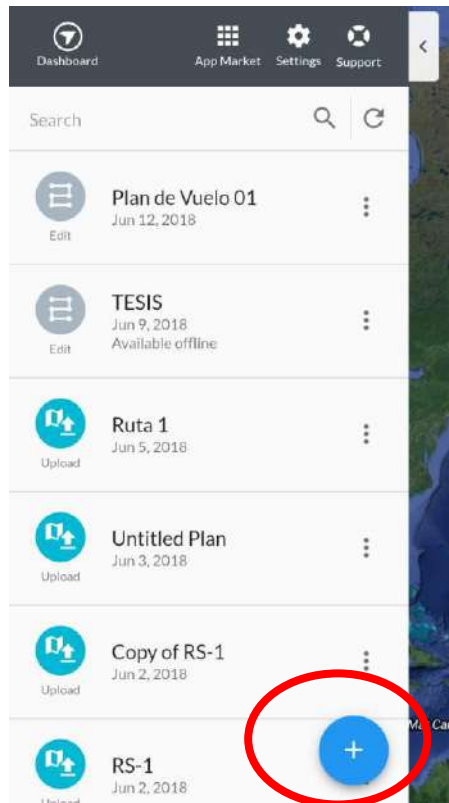 Dashboard
App Market
Settings
Support
Search
Plan de Vuelo 01
Jun 12, 2018
Edit
TESIS
Jun 9, 2018
Available offline
Edit
Ruta 1
Jun 5, 2018
Upload
Untitled Plan
Jun 3, 2018
Upload
Copy of RS-1
Jun 2, 2018
Upload
RS-1
Jun 2, 2018
Upload